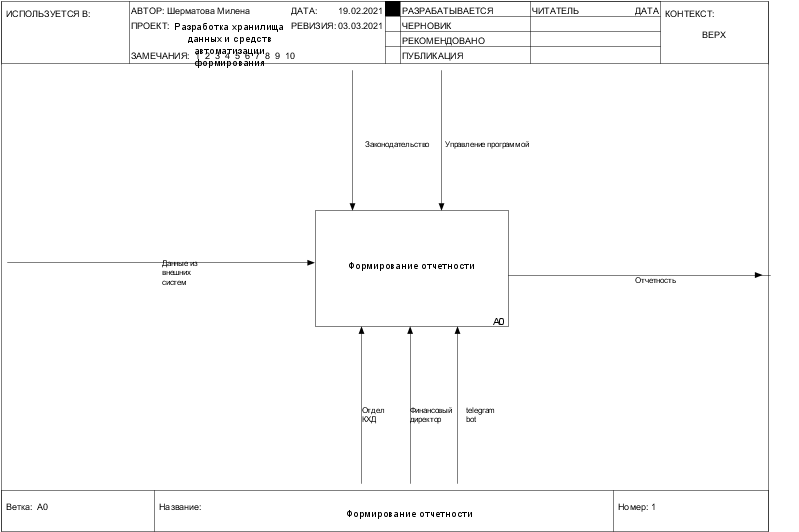 ИСПОЛЬЗУЕТСЯ В:
АВТОР: Шерматова Милена
ДАТА: 19.02.2021
ПРОЕКТ: Разработка хранилища
данных и средств
автоматизации
формирования
РЕВИЗИЯ: 03.03.2021
ЗАМЕЧАНИЯ: 1 2 3 4 5 6 7 8 9 10
РАЗРАБАТЫВАЕТСЯ
ЧЕРНОВИК
РЕКОМЕНДОВАНО
ПУБЛИКАЦИЯ
ЧИТАТЕЛЬ ДАТА
КОНТЕКСТ:
ВЕРХ
Законодательство
Управление программой
Данные из
внешних
систем
Формирование отчетности
A0
Отчетность
Отдел
КХД
Финансовый
директор
telegram
bot
Ветка: A0
Название:
Формирование отчетности
Номер: 1